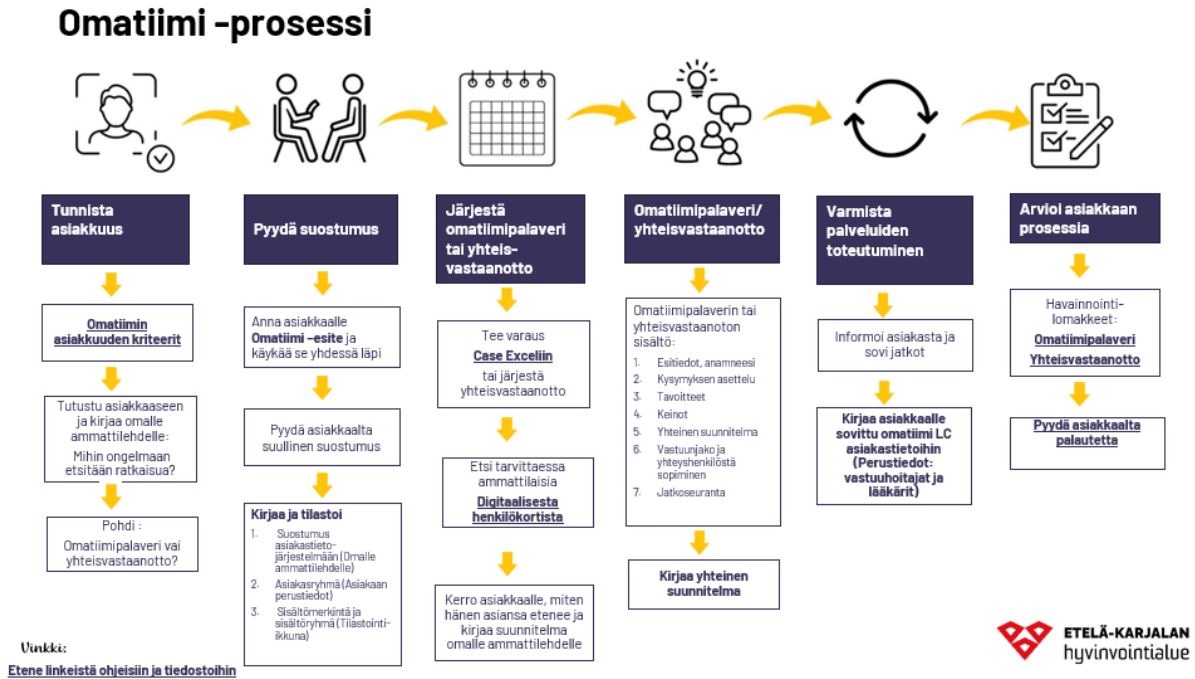 Omatiimi -prosessi
Tunnista
asiakkuus
Omatiimin
asiakkuuden kriteerit
Tutustu asiakkaaseen
ja kirjaa omalle
ammattilehdelle:
Mihin ongelmaan
etsitään ratkaisua?
Pohdi :
Omatiimipalaveri vai
yhteisvastaanotto?
Pyydä suostumus
Anna asiakkaalle
Omatiimi –esite ja
käykää se yhdessä läpi
Pyydä asiakkaalta
suullinen suostumus
Kirjaa ja tilastoi
1. Suostumus
asiakastieto-
järjestelmään (Omalle
ammattilehdelle)
2. Asiakasryhmä (Asiakaan
perustiedot)
3. Sisältömerkintä ja
sisältöryhmä (Tilastointi-
ikkuna)
Järjestä
omatiimipalaveri
tai yhteis-
vastaanotto
Tee varaus
Case Exceliin
tai järjestä
yhteisvastaanotto
Etsi tarvittaessa
ammattilaisia
Digitaalisesta
henkilökortista
Kerro asiakkaalle, miten
hänen asiansa etenee ja
kirjaa suunnitelma
omalle ammattilehdelle
Omatiimipalaveri/
yhteisvastaanotto
Omatiimipalaverin tai
yhteisvastaanoton
sisältö:
1. Esitiedot, anamneesi
2. Kysymyksen asettelu
3. Tavoitteet
4. Keinot
5. Yhteinen suunnitelma
6. Vastuunjako ja
yhteyshenkilöstä
sopiminen
7. Jatkoseuranta
Kirjaa yhteinen
suunnitelma
Varmista
palveluiden
toteutuminen
Informoi asiakasta ja
sovi jatkot
Kirjaa asiakkaalle
sovittu omatiimi LC
asiakastietoihin
(Perustiedot:
vastuuhoitajat ja
lääkärit)
Arvioi asiakkaan
prosessia
Havainnointi-
lomakkeet:
Omatiimipalaveri
Yhteisvastaanotto
Pyydä asiakkaalta
palautetta
Vinkki:
Etene linkeistä ohjeisiin ja tiedostoihin
ETELÄ-KARJALAN
hyvinvointialue